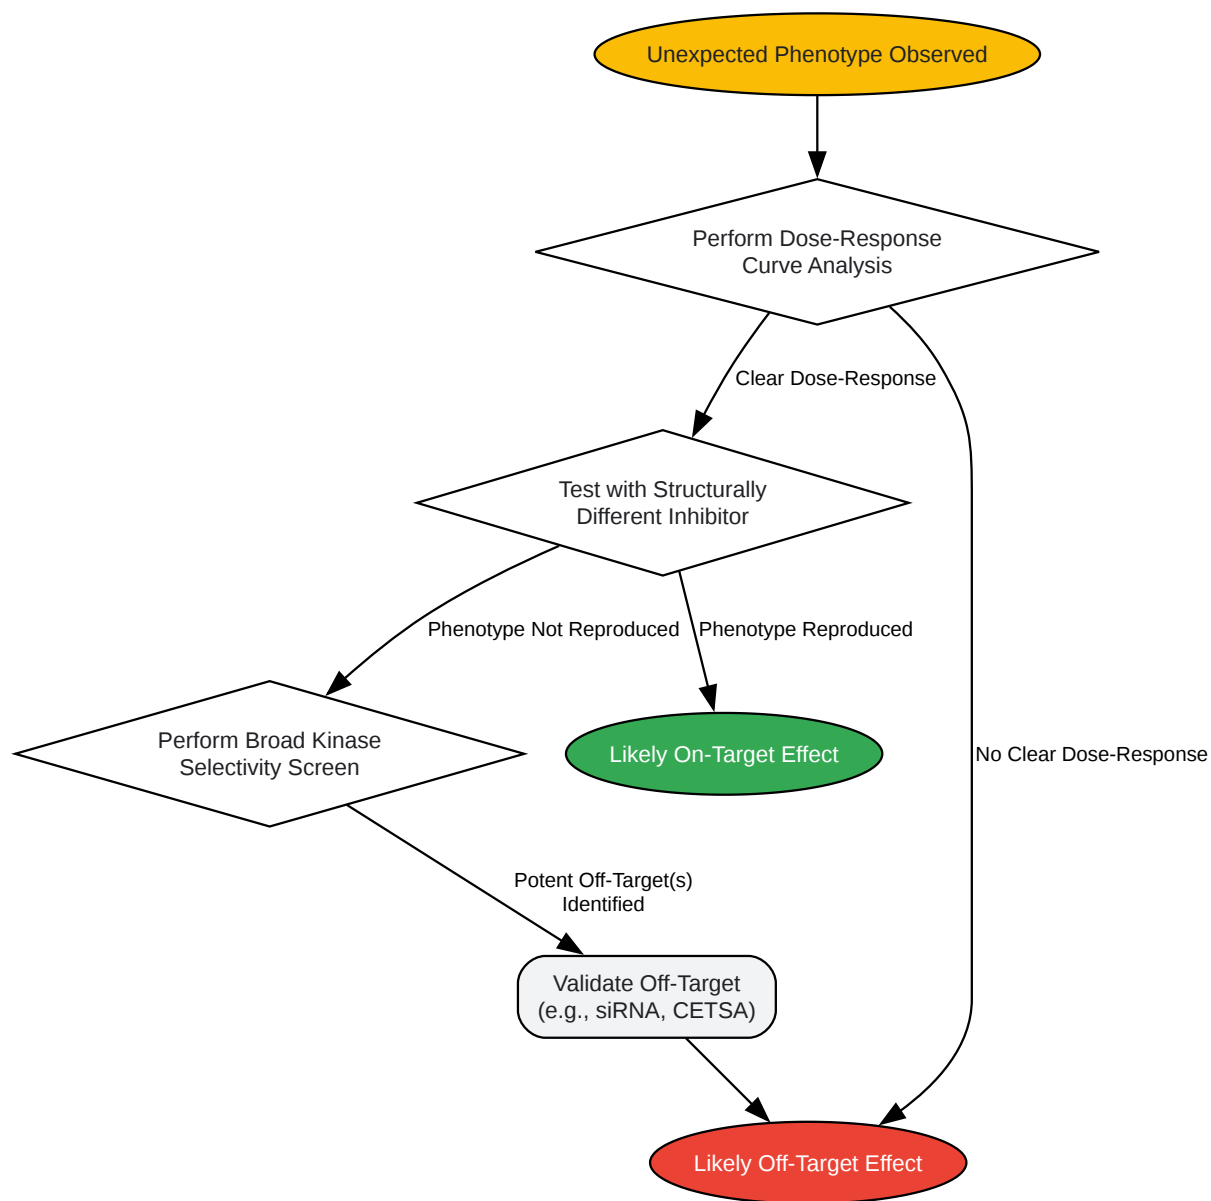 Unexpected Phenotype Observed
Perform Dose-Response
Curve Analysis
Clear Dose-Response
Test with Structurally
Different Inhibitor
Phenotype Not Reproduced
Phenotype Reproduced
Perform Broad Kinase
Selectivity Screen
Likely On-Target Effect
No Clear Dose-Response
Potent Off-Target(s)
Identified
Validate Off-Target
(e.g., siRNA, CETSA)
Likely Off-Target Effect